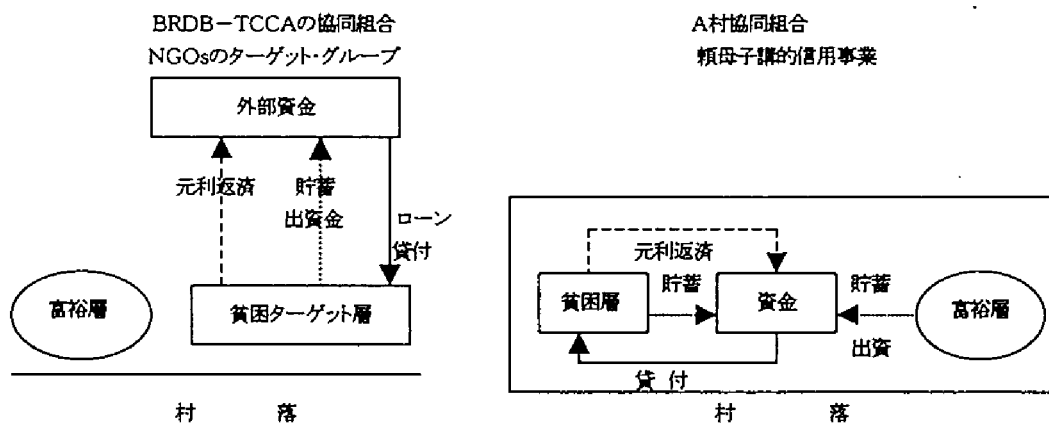 BRDB－TCCAの協同組合
NGOsのターゲット・グループ
外部資金
元利返済
貯蓄
出資金
ローン
貸付
富裕層
貧困ターゲット層
村 落
A村協同組合
頼母子講的信用事業
元利返済
貧困層
貯蓄
資金
貯蓄
出資
富裕層
貸 付
村 落